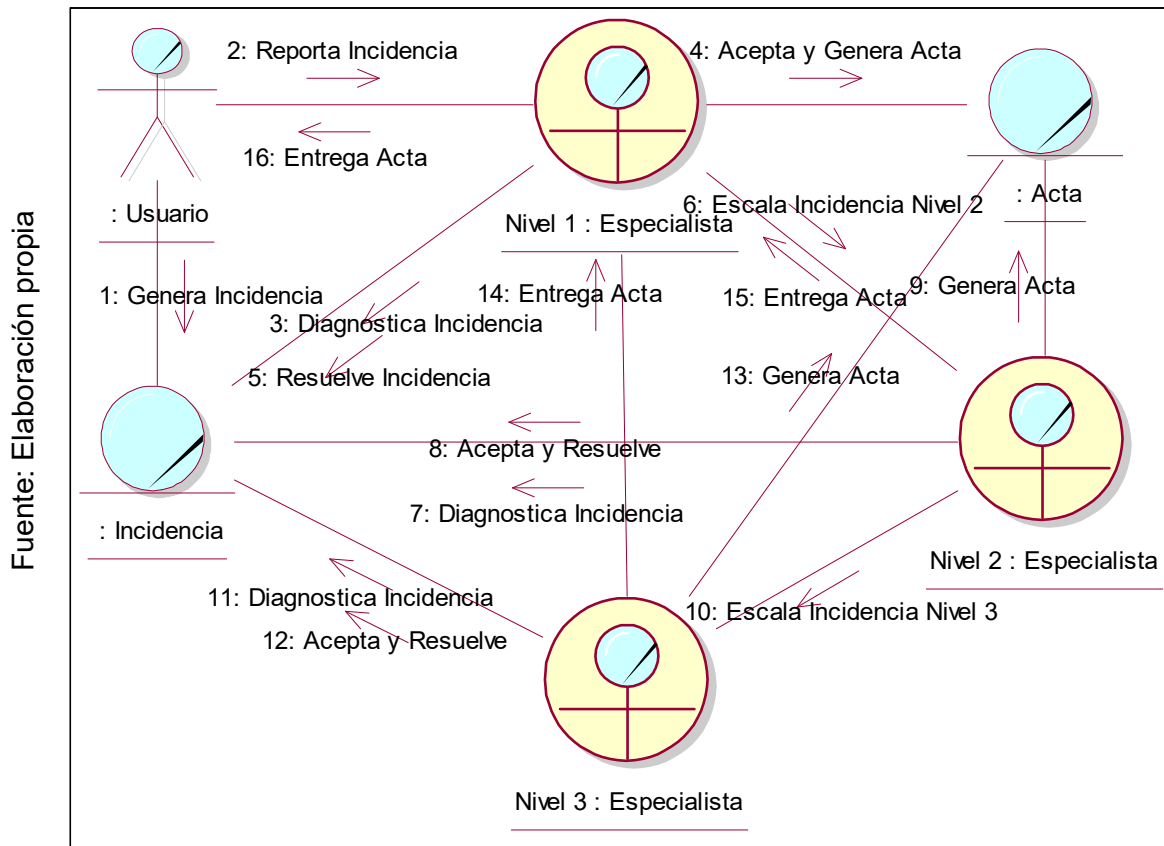 Fuente: Elaboración propia
2: Reporta Incidencia
4: Acepta y Genera Acta
16: Entrega Acta
: Usuario
Nivel 1 : Especialista
6: Escala Incidencia Nivel 2
: Acta
1: Genera Incidencia
14: Entrega Acta
15: Entrega Acta
9: Genera Acta
3: Diagnostica Incidencia
5: Resuelve Incidencia
13: Genera Acta
8: Acepta y Resuelve
7: Diagnostica Incidencia
: Incidencia
Nivel 2 : Especialista
11: Diagnostica Incidencia
10: Escala Incidencia Nivel 3
12: Acepta y Resuelve
Nivel 3 : Especialista